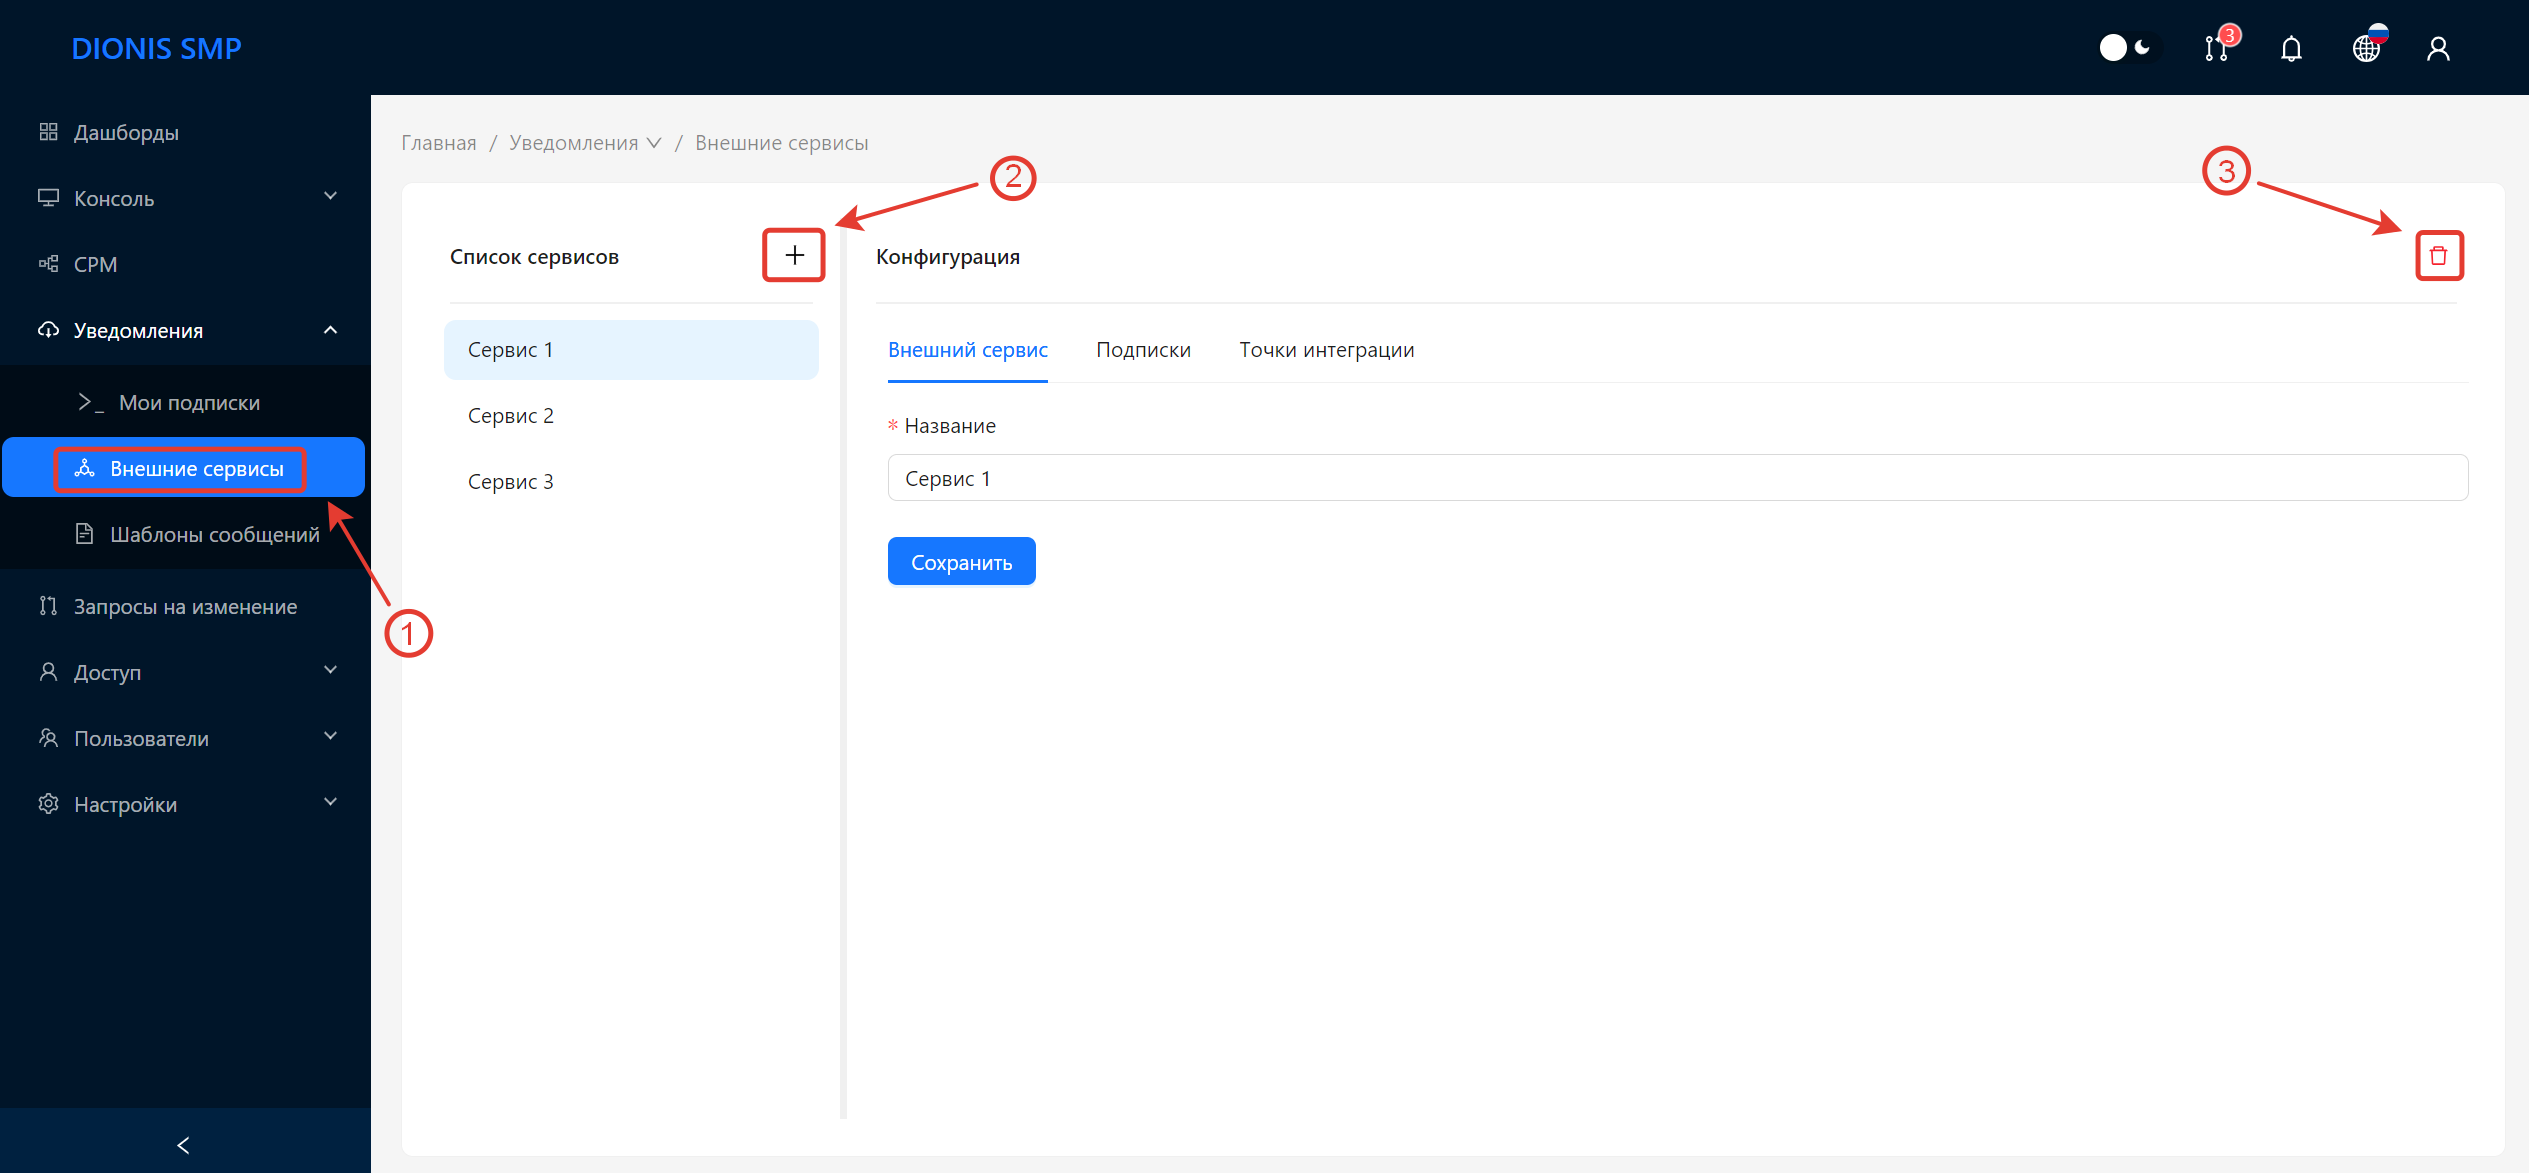 DIONIS SMP
3
Дашборды
Консоль
CPM
Уведомления
>_ Мои подписки
Внешние сервисы
Шаблоны сообщений
Запросы на изменение
Доступ
Пользователи
Настройки
Главная / Уведомления / Внешние сервисы
1
2
3
Список сервисов
Сервис 1
Сервис 2
Сервис 3
Конфигурация
Внешний сервис Подписки Точки интеграции
* Название
Сервис 1
Сохранить